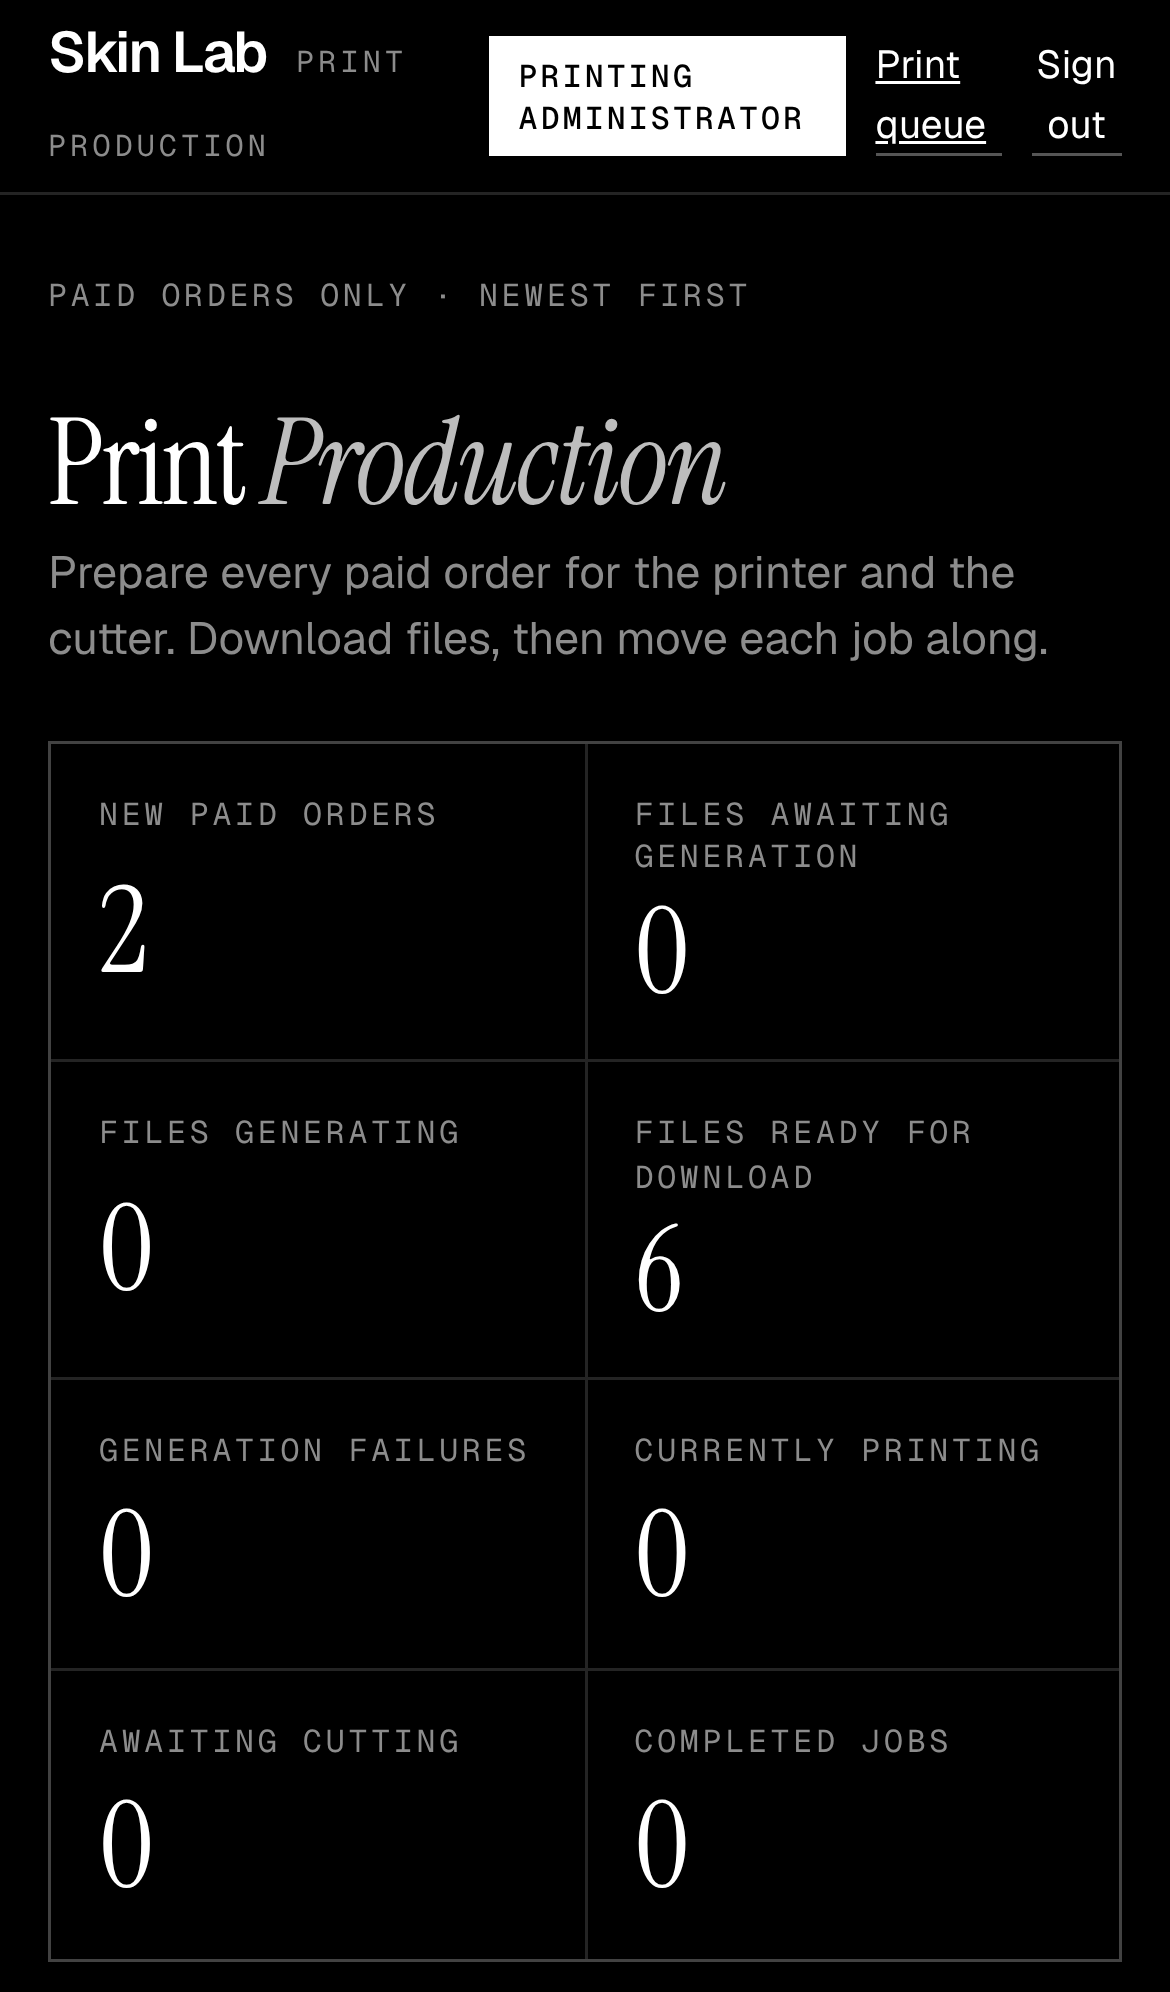 Skin Lab PRINT
PRODUCTION
PRINTING
ADMINISTRATOR
Print
queue
Sign
out
PAID ORDERS ONLY · NEWEST FIRST
Print Production
Prepare every paid order for the printer and the
cutter. Download files, then move each job along.
NEW PAID ORDERS
2
FILES AWAITING
GENERATION
0
FILES GENERATING
0
FILES READY FOR
DOWNLOAD
6
GENERATION FAILURES
0
CURRENTLY PRINTING
0
AWAITING CUTTING
0
COMPLETED JOBS
0